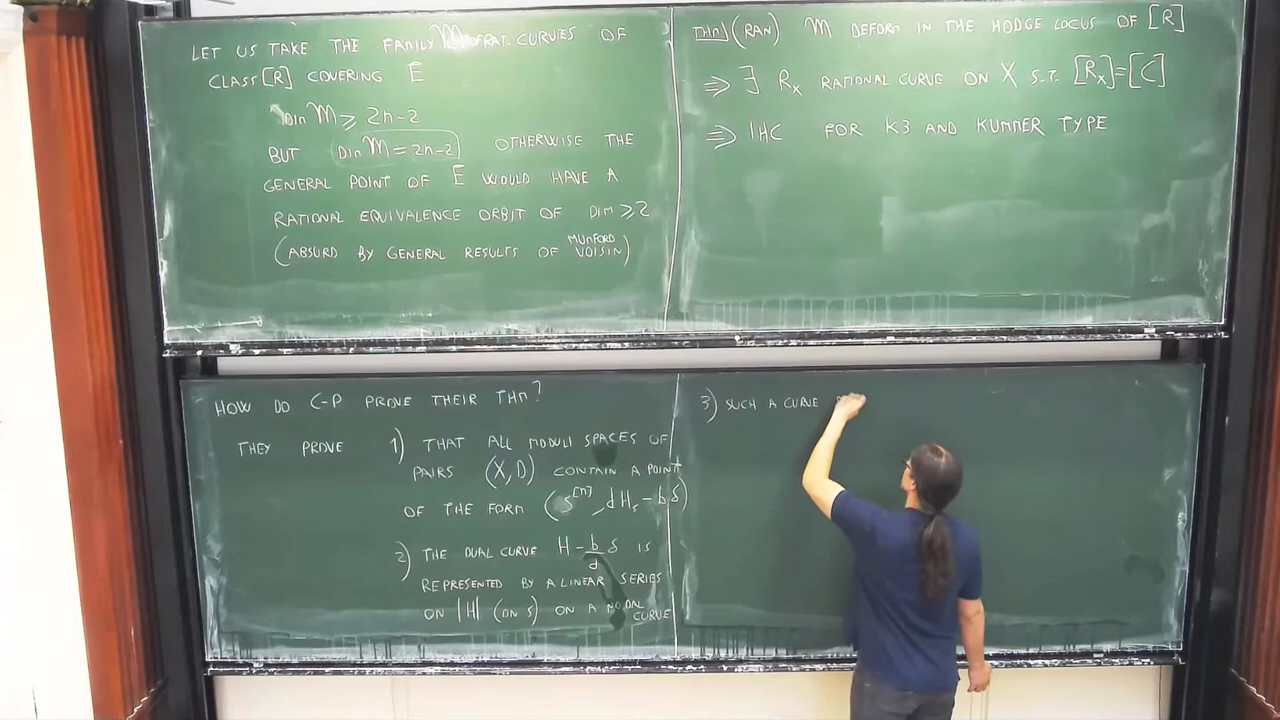 LET US TAKE THE FAMILY M OF RAT. CURVES OF
CLASS [R] COVERING E
DIM M ⩾ 2n-2
BUT DIM M = 2n-2 OTHERWISE THE
GENERAL POINT OF E WOULD HAVE A
RATIONAL EQUIVALENCE ORBIT OF DIM ⩾ 2
(ABSURD BY GENERAL RESULTS OF MUMFORD VOISIN)
THM) (RAN) M DEFORM IN THE HODGE LOCUS OF [R]
⇒ ∃ Rx RATIONAL CURVE ON X S.T. [Rx]=[C]
⇒ IHC FOR K3 AND KUMMER TYPE
HOW DO C-P PROVE THEIR THM?
THEY PROVE 1) THAT ALL MODULI SPACES OF
PAIRS (X,D) CONTAIN A POINT
OF THE FORM (S^[n], dH_S - bδ)
2) THE DUAL CURVE H - b/d δ IS
REPRESENTED BY A LINEAR SERIES
ON |H| (ON S) ON A NODAL CURVE
3) SUCH A CURVE